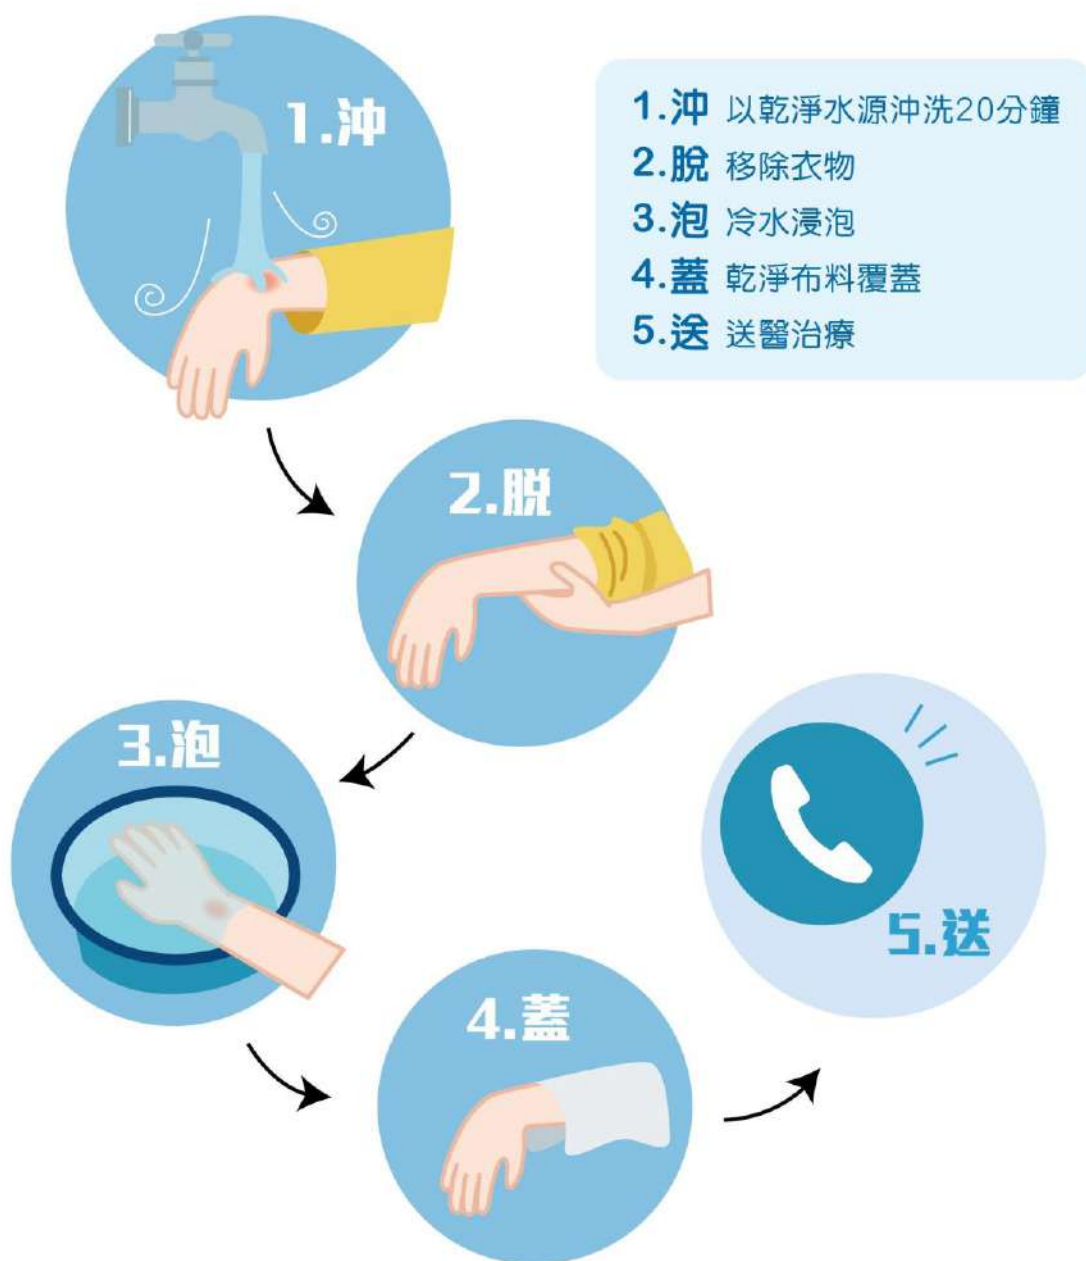 1.沖
1.沖 以乾淨水源沖洗20分鐘
2.脫 移除衣物
3.泡 冷水浸泡
4.蓋 乾淨布料覆蓋
5.送 送醫治療
2.脫
3.泡
4.蓋
5.送